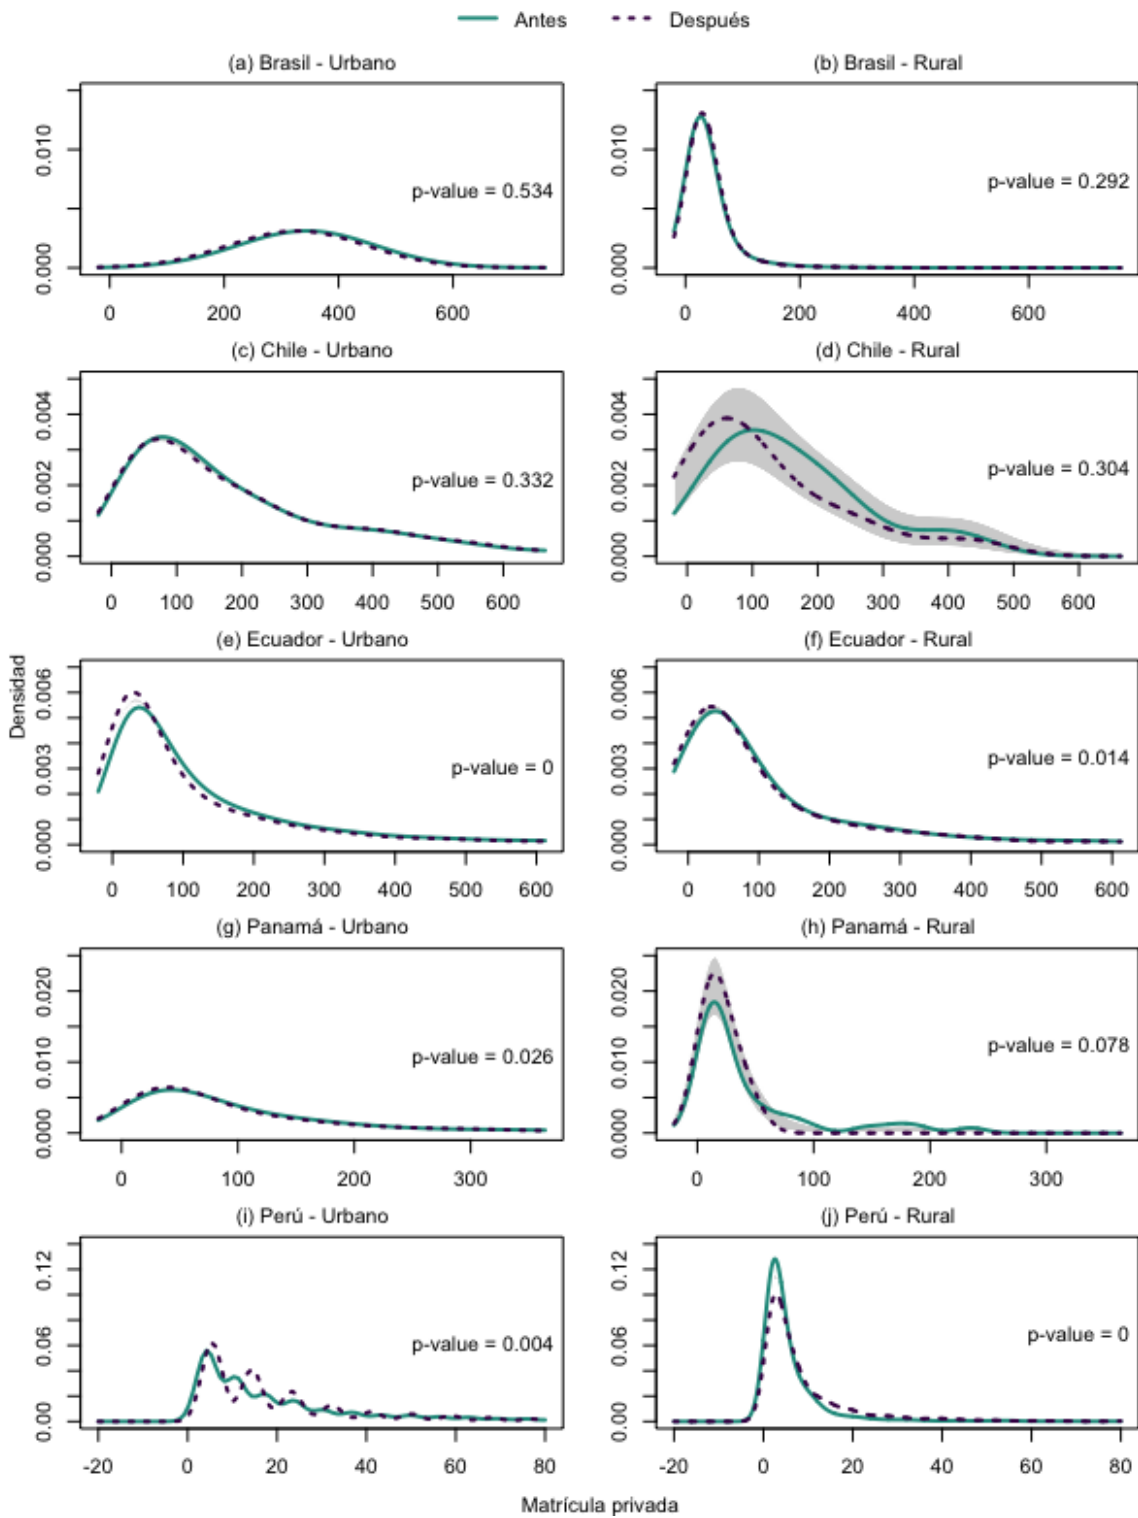 Antes Después
(a) Brasil - Urbano (b) Brasil - Rural
0.000 0.010
p-value = 0.534
0 200 400 600
0.000 0.010
p-value = 0.292
0 200 400 600
(c) Chile - Urbano (d) Chile - Rural
0.000 0.002 0.004
p-value = 0.332
0 100 200 300 400 500 600
0.000 0.002 0.004
p-value = 0.304
0 100 200 300 400 500 600
(e) Ecuador - Urbano (f) Ecuador - Rural
Densidad
0.000 0.003 0.006
p-value = 0
0 100 200 300 400 500 600
0.000 0.003 0.006
p-value = 0.014
0 100 200 300 400 500 600
(g) Panamá - Urbano (h) Panamá - Rural
0.000 0.010 0.020
p-value = 0.026
0 100 200 300
0.000 0.010 0.020
p-value = 0.078
0 100 200 300
(i) Perú - Urbano (j) Perú - Rural
0.00 0.06 0.12
p-value = 0.004
-20 0 20 40 60 80
0.00 0.06 0.12
p-value = 0
-20 0 20 40 60 80
Matrícula privada